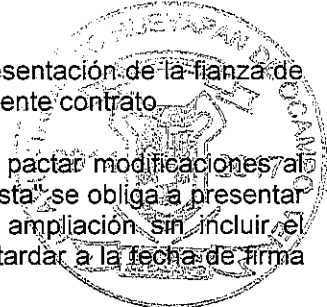 esentación de la fianza de
ente contrato
pactar modificaciones al
sta" se obliga a presentar
ampliación sin incluir el
tardar a la fecha de firma